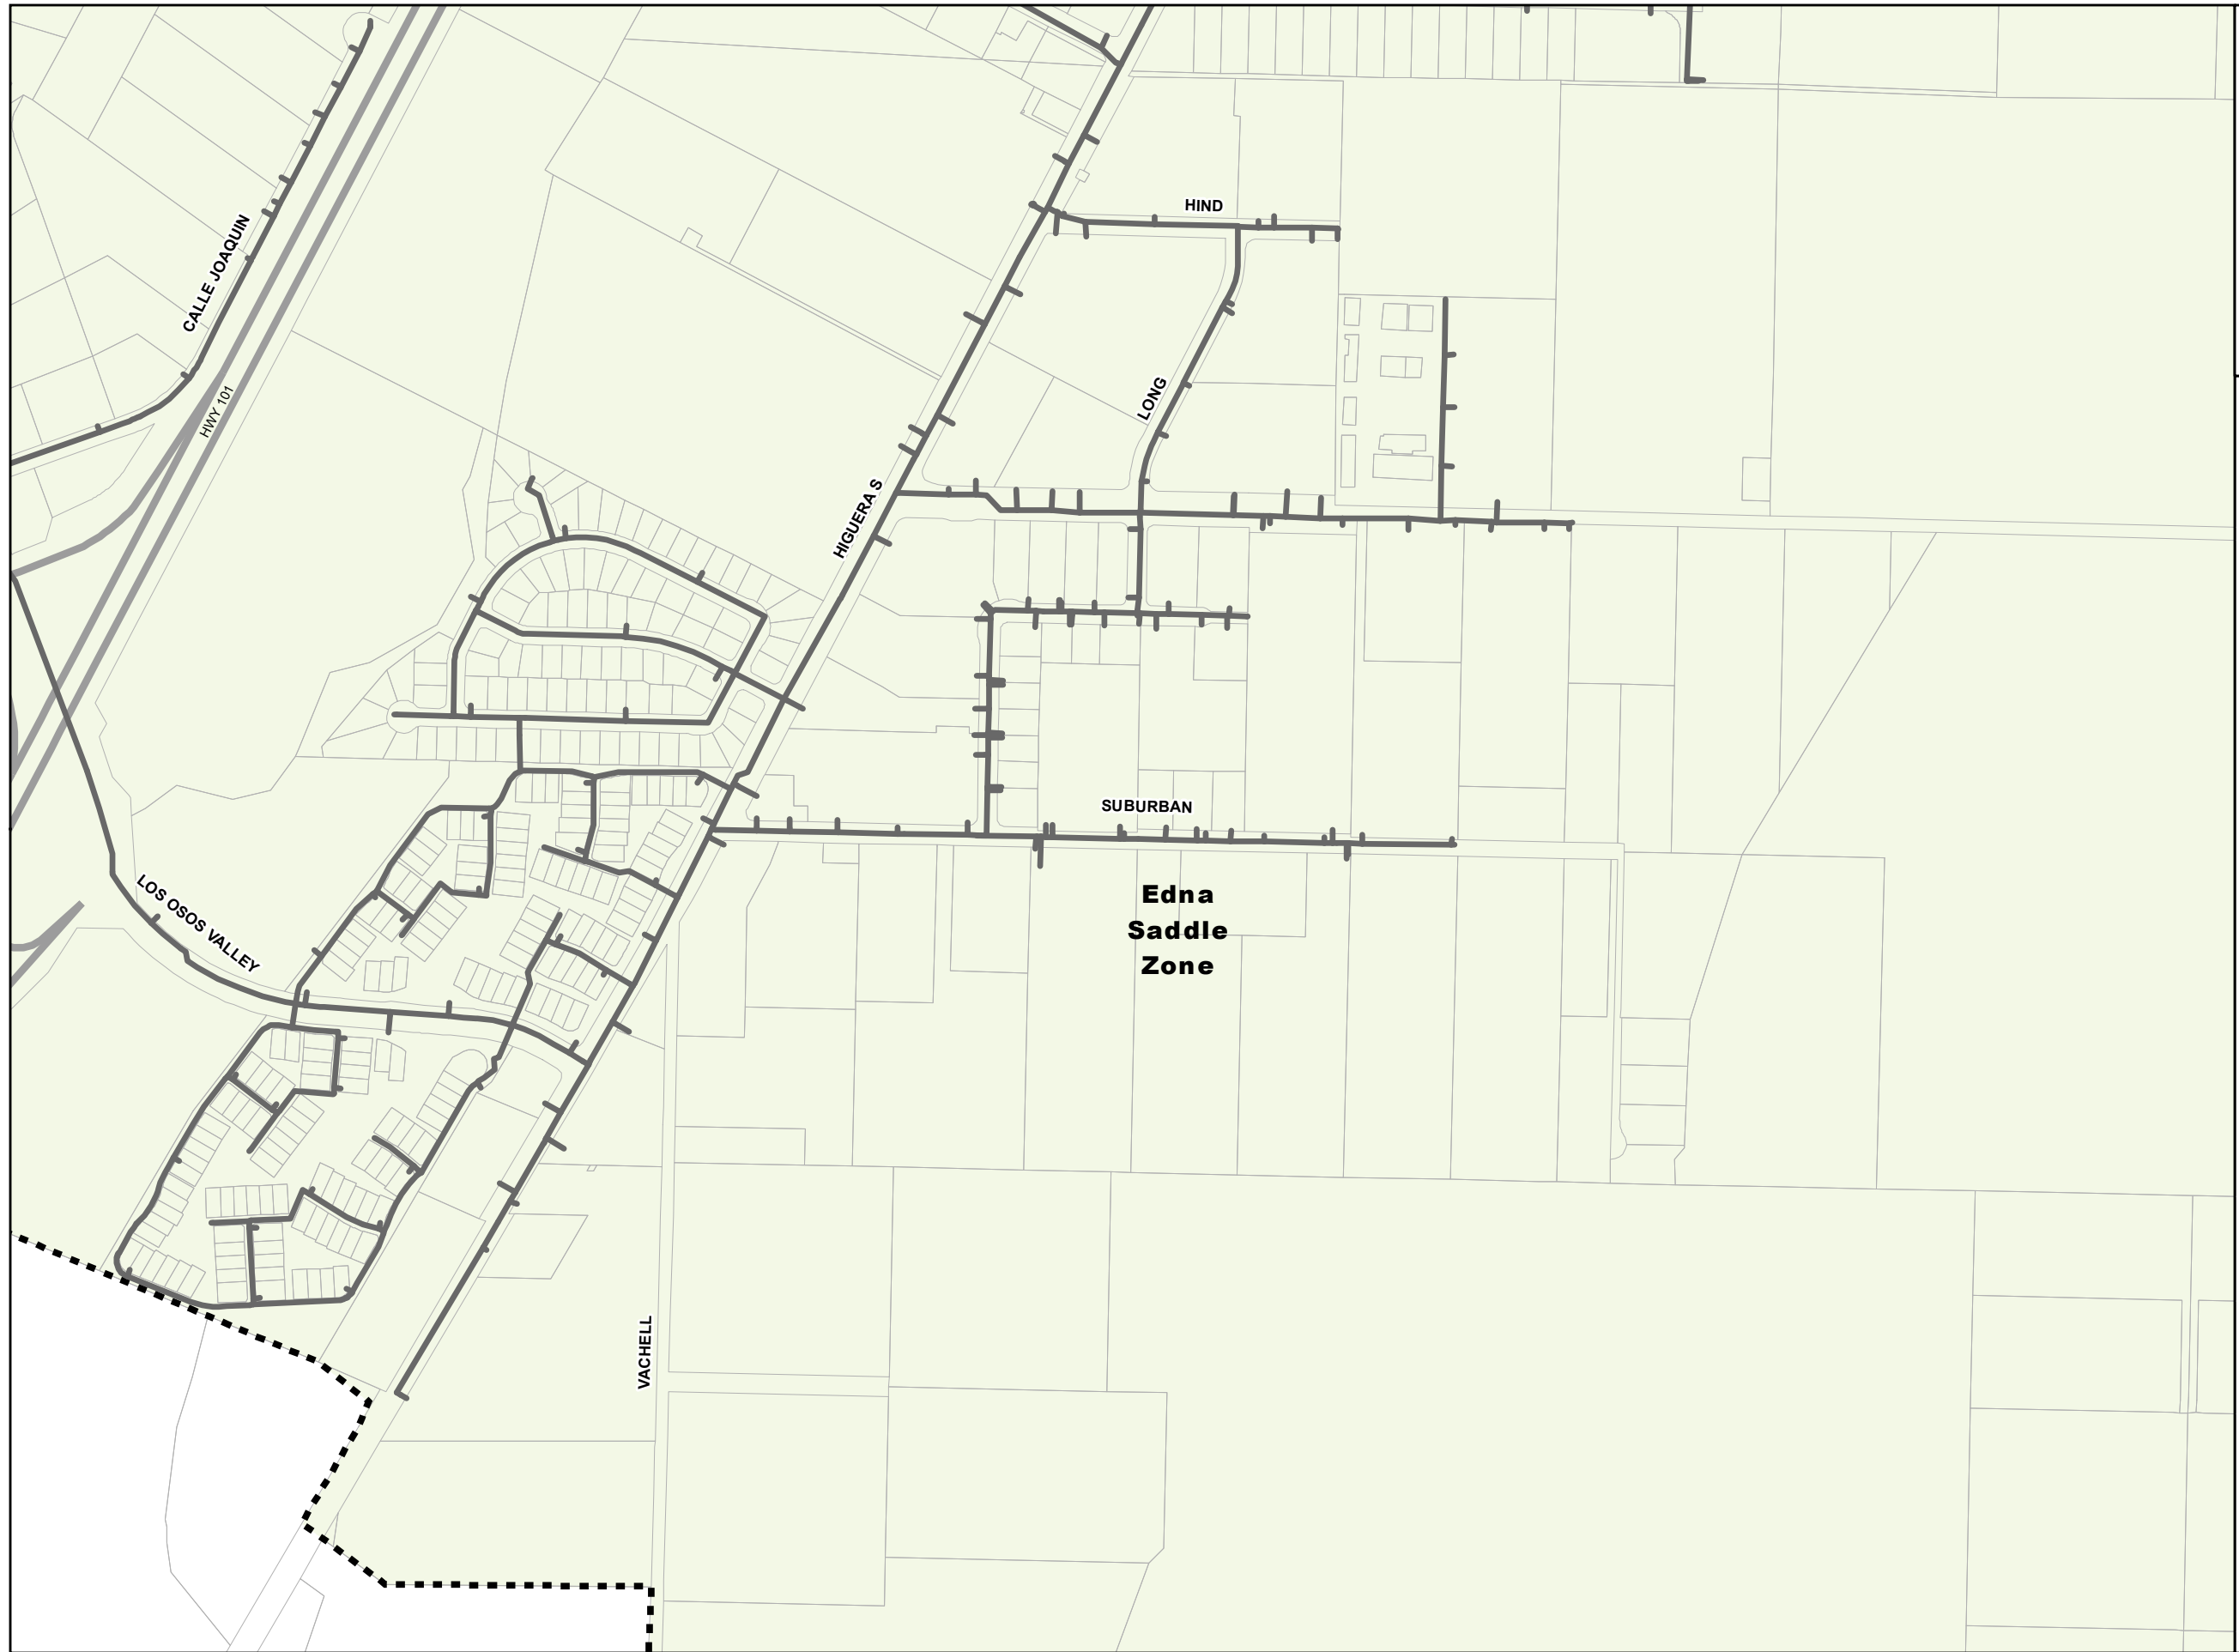 HIND
CALLE JOAQUIN
HWY 101
LONG
HIGUERA S
SUBURBAN
LOS OSOS VALLEY
Edna
Saddle
Zone
VACHELL